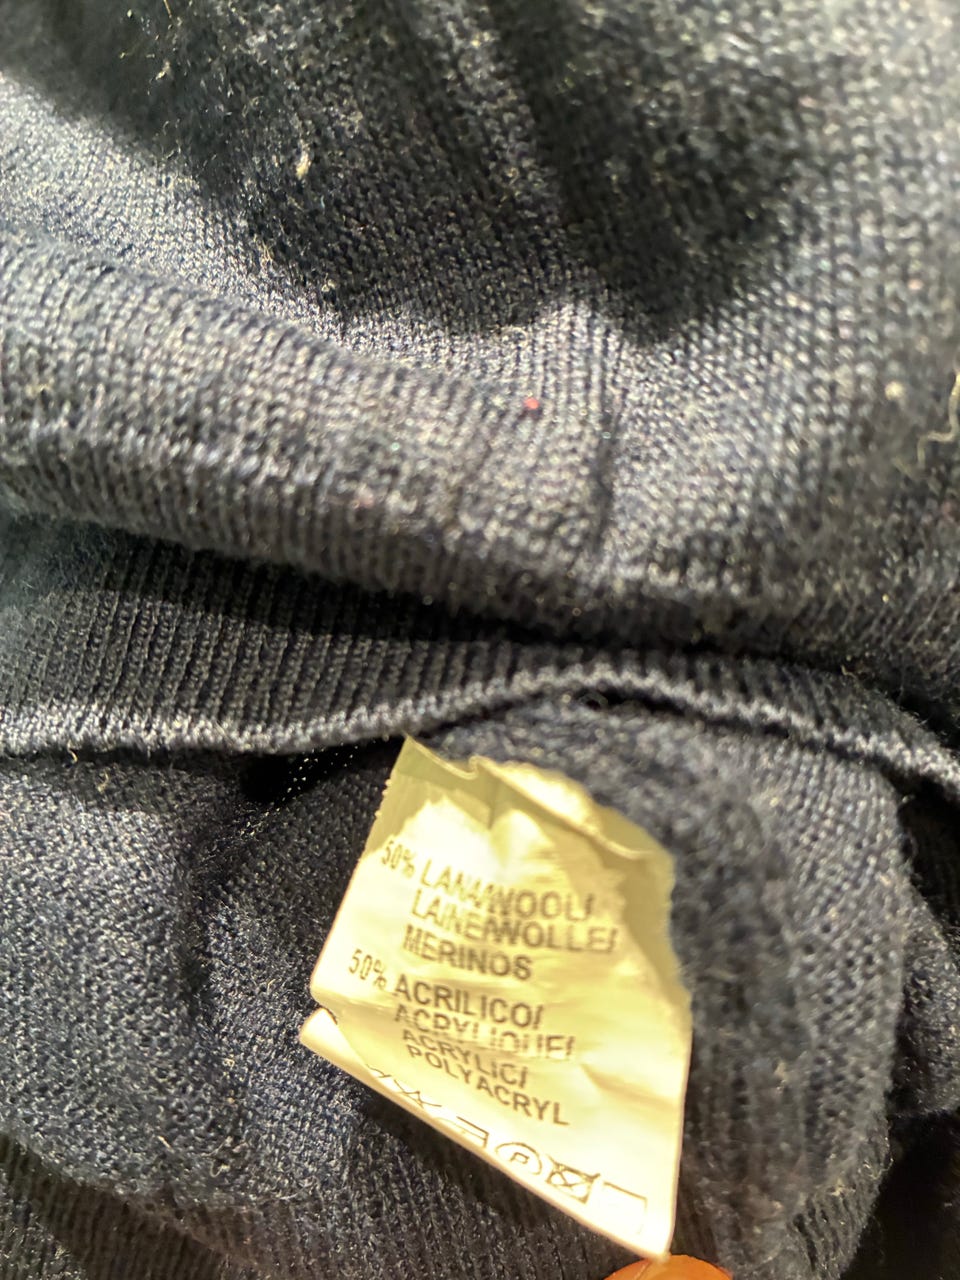 50% LANA/WOOL/
LAINE/WOLLE/
MERINOS
50% ACRILICO/
ACRYLIQUE/
ACRYLIC/
POLYACRYL
P